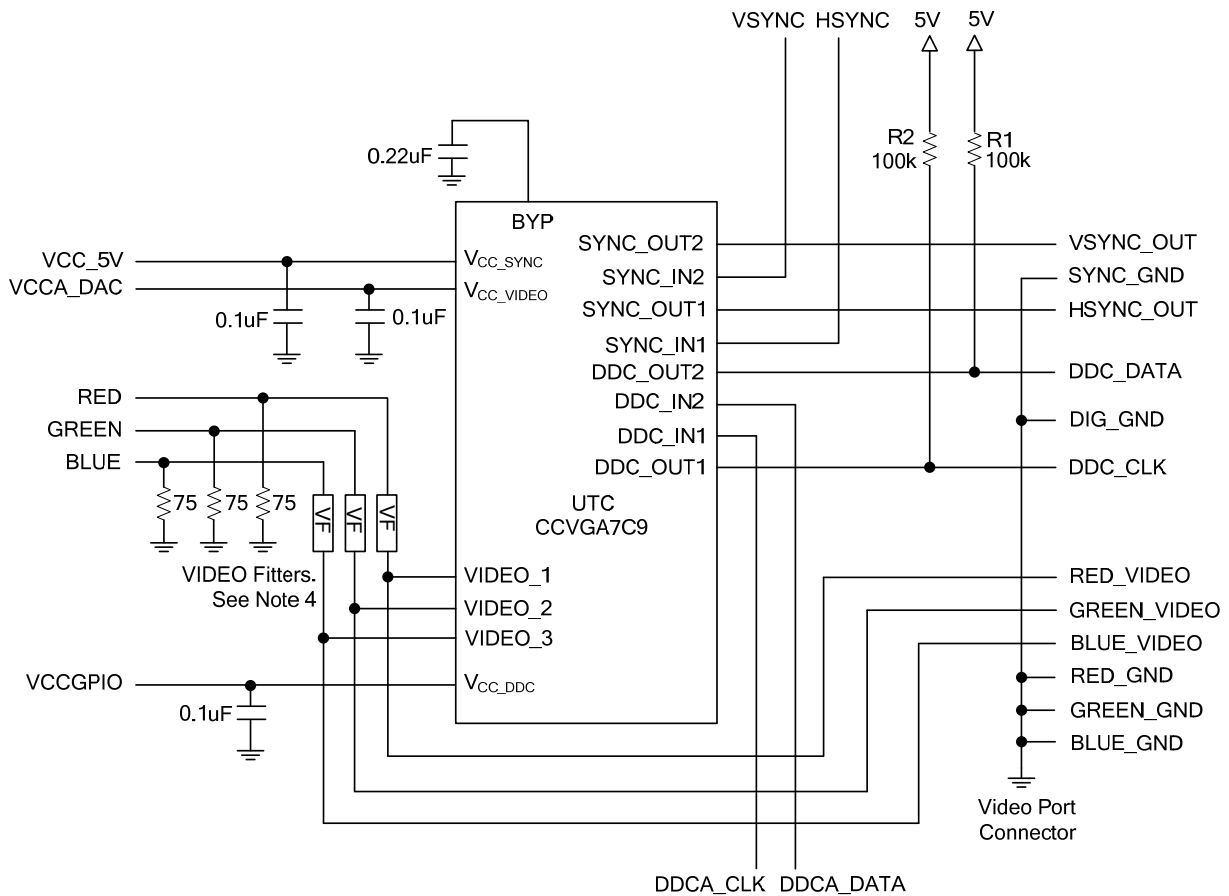 VSYNC HSYNC 5V 5V
R2
100k
R1
100k
0.22uF
BYP
VCC_5V
VCCA_DAC
VCC_SYNC
VCC_VIDEO
0.1uF
0.1uF
SYNC_OUT2
SYNC_IN2
SYNC_OUT1
SYNC_IN1
DDC_OUT2
DDC_IN2
DDC_IN1
DDC_OUT1
VSYNC_OUT
SYNC_GND
HSYNC_OUT
DDC_DATA
DIG_GND
DDC_CLK
RED
GREEN
BLUE
75
75
75
VF
VF
VF
UTC
CCVGA7C9
VIDEO Fitters.
See Note 4
VIDEO_1
VIDEO_2
VIDEO_3
VCCGPIO
VCC_DDC
0.1uF
RED_VIDEO
GREEN_VIDEO
BLUE_VIDEO
RED_GND
GREEN_GND
BLUE_GND
Video Port
Connector
DDCA_CLK DDCA_DATA